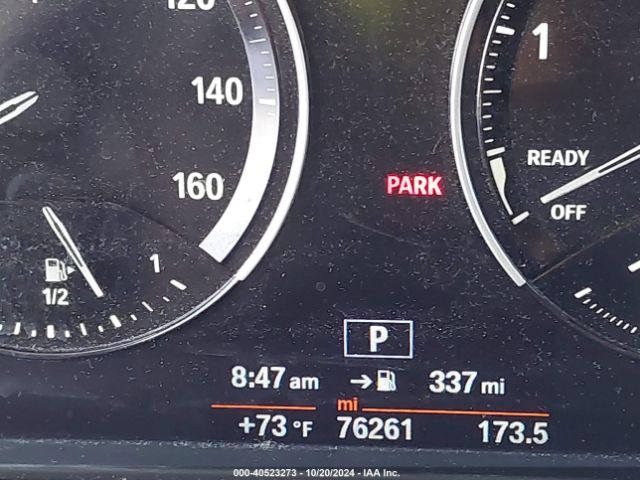 120
140
160
1
READY
OFF
PARK
1
1/2
P
8:47 am → 337 mi
mi
+73 °F 76261 173.5
000-40523273 - 10/20/2024 - IAA Inc.